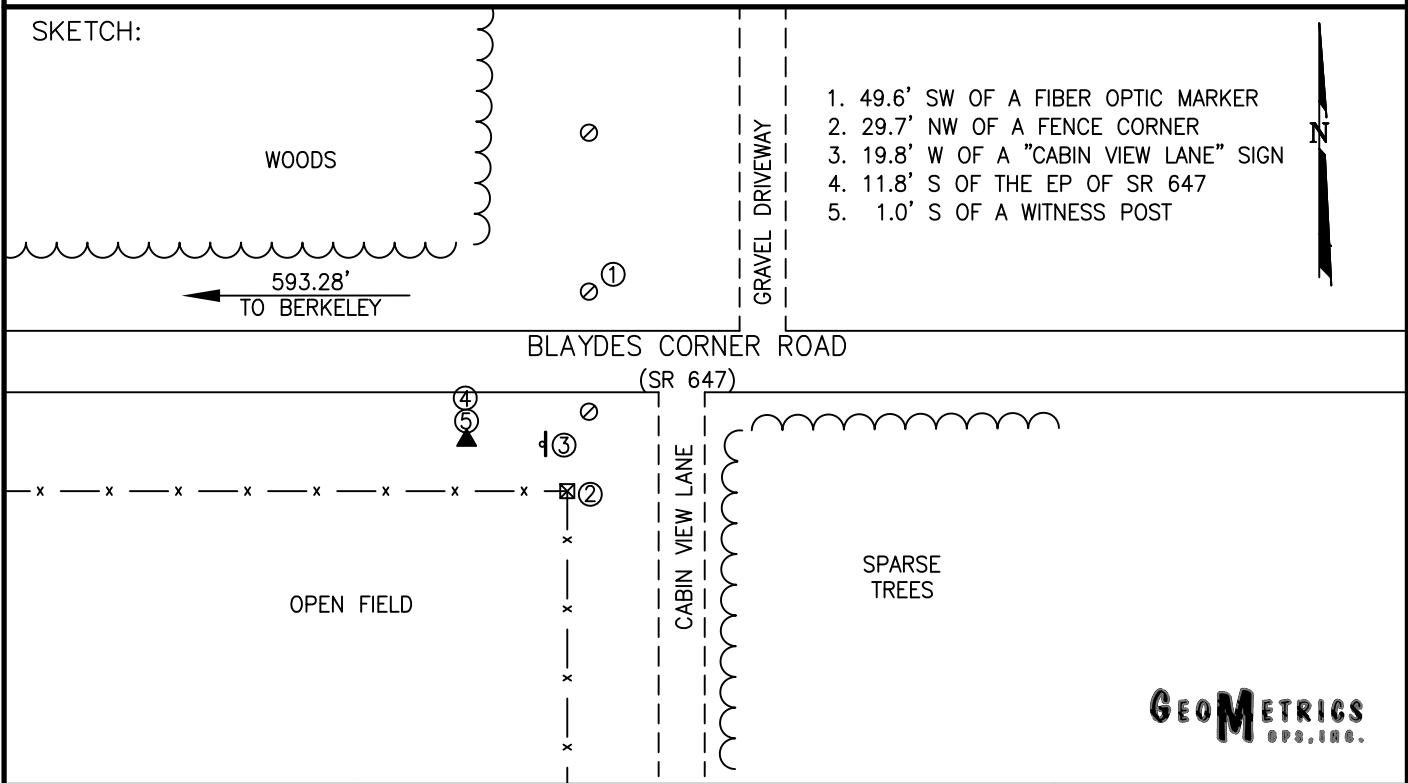 SKETCH:
WOODS
1. 49.6' SW OF A FIBER OPTIC MARKER
2. 29.7' NW OF A FENCE CORNER
3. 19.8' W OF A "CABIN VIEW LANE" SIGN
4. 11.8' S OF THE EP OF SR 647
5. 1.0' S OF A WITNESS POST
N
GRAVEL DRIVEWAY
593.28'
TO BERKELEY
1
BLAYDES CORNER ROAD
(SR 647)
4
5
3
2
x x x x x x x x
x
x
x
x
CABIN VIEW LANE
OPEN FIELD
SPARSE
TREES
GEOMETRICS
GPS, INC.